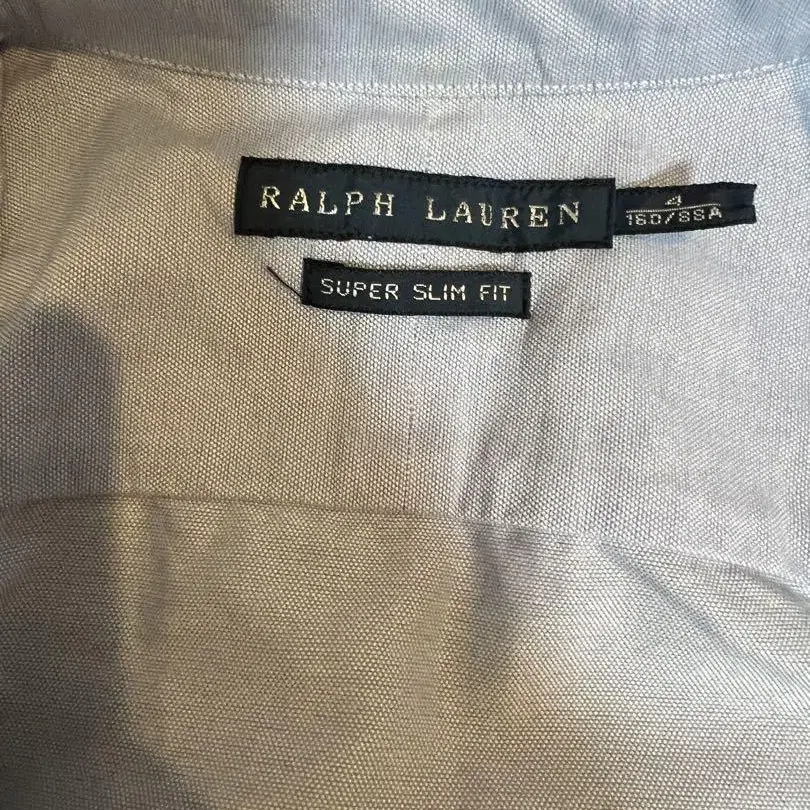 RALPH LAUREN
4
160/88A
SUPER SLIM FIT